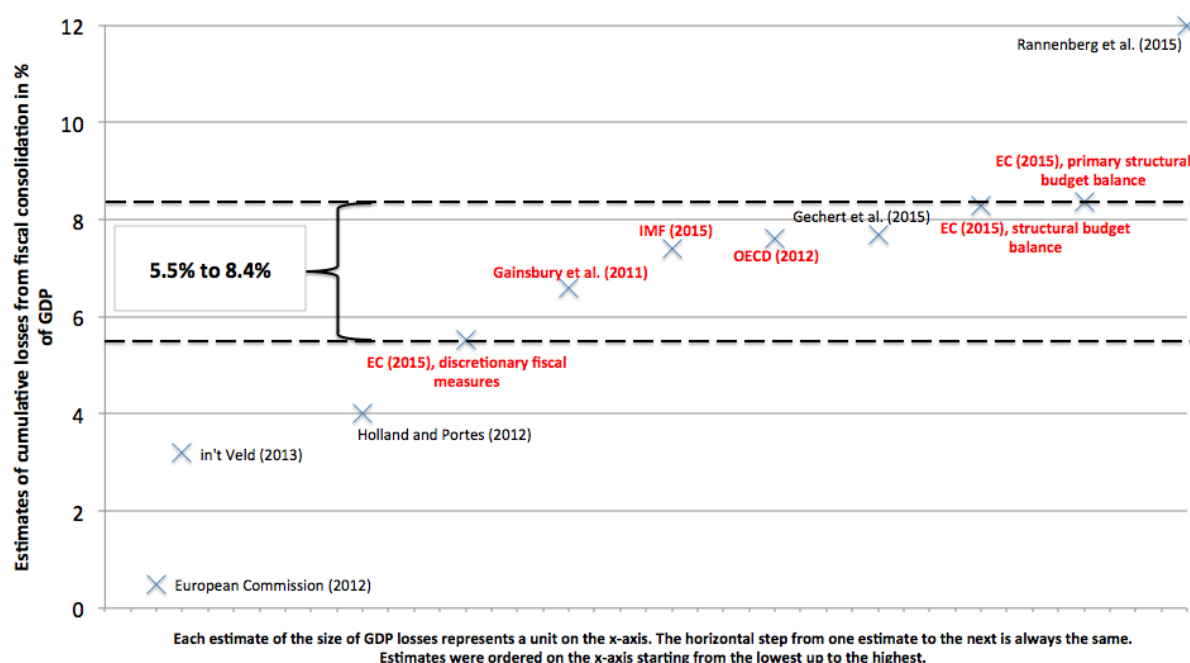 Estimates of cumulative losses from fiscal consolidation in %
of GDP
12
10
8
6
4
2
0
Rannenberg et al. (2015)
EC (2015), primary structural
budget balance
Gechert et al. (2015)
EC (2015), structural budget
balance
IMF (2015)
OECD (2012)
Gainsbury et al. (2011)
5.5% to 8.4%
EC (2015), discretionary fiscal
measures
Holland and Portes (2012)
in't Veld (2013)
European Commission (2012)
Each estimate of the size of GDP losses represents a unit on the x-axis. The horizontal step from one estimate to the next is always the same.
Estimates were ordered on the x-axis starting from the lowest up to the highest.